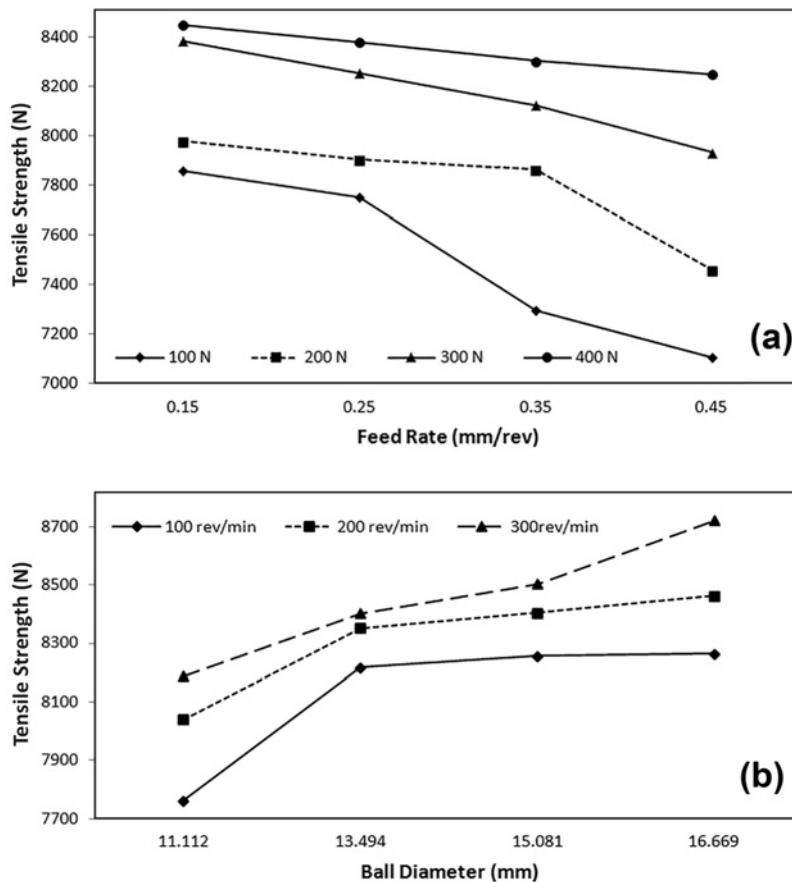 8400
8200
8000
7800
7600
7400
7200
7000
Tensile Strength (N)
100 N 200 N 300 N 400 N
(a)
0.15 0.25 0.35 0.45
Feed Rate (mm/rev)
8700
8500
8300
8100
7900
7700
Tensile Strength (N)
100 rev/min 200 rev/min 300rev/min
(b)
11.112 13.494 15.081 16.669
Ball Diameter (mm)